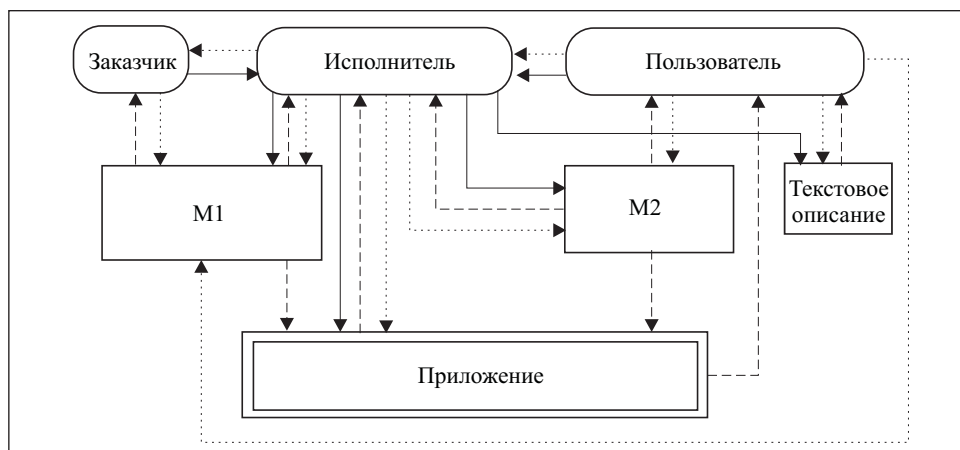 Заказчик
Исполнитель
Пользователь
М1
М2
Текстовое
описание
Приложение